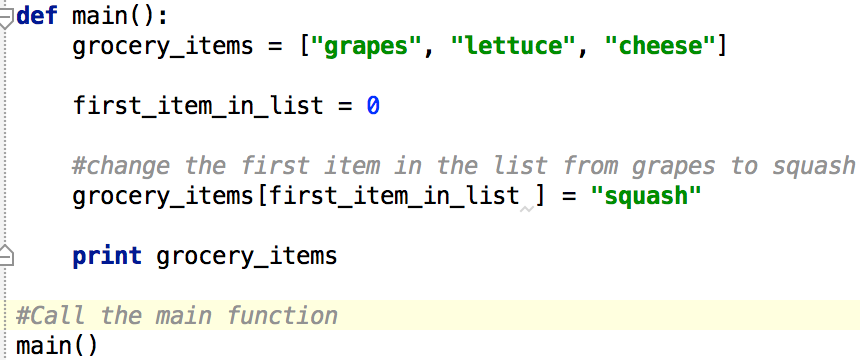 def main():
grocery_items = ["grapes", "lettuce", "cheese"]
first_item_in_list = 0
#change the first item in the list from grapes to squash
grocery_items[first_item_in_list ] = "squash"
print grocery_items
#Call the main function
main()